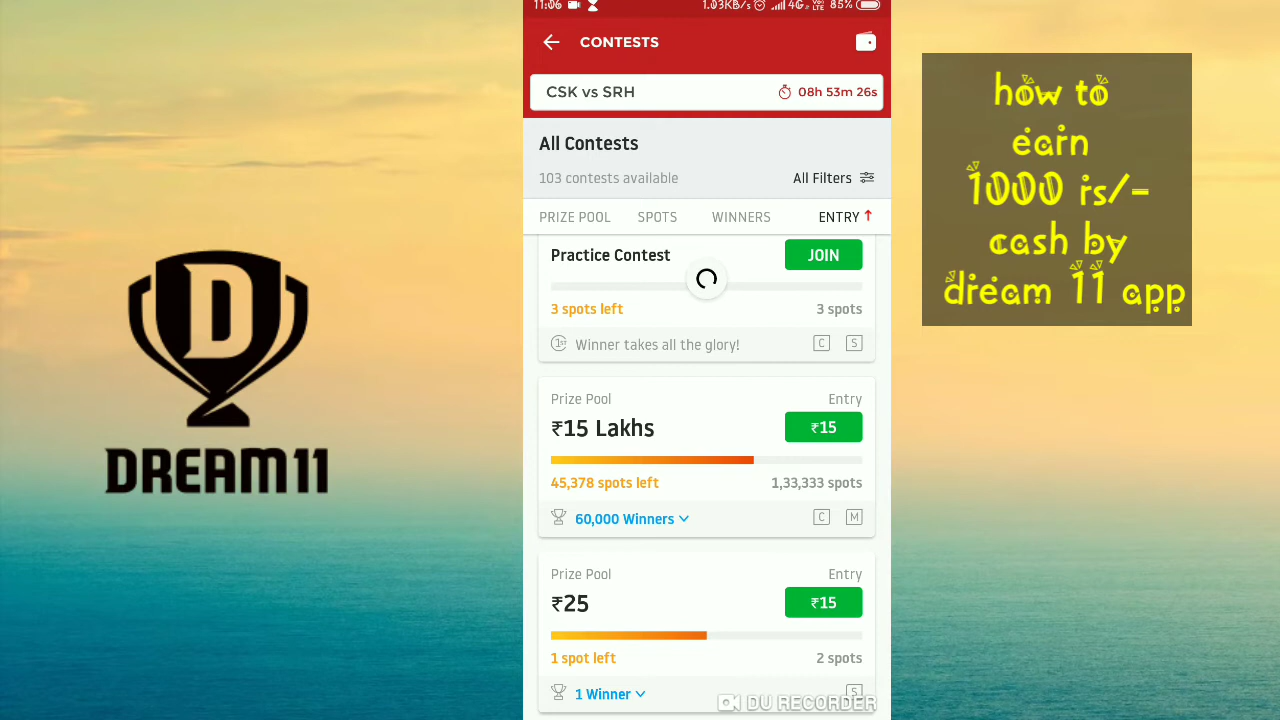 11:06
1.03KB/s 4G VoLTE 85%
CONTESTS
CSK vs SRH
08h 53m 26s
All Contests
103 contests available
All Filters
PRIZE POOL
SPOTS
WINNERS
ENTRY
Practice Contest
JOIN
3 spots left
3 spots
1st
Winner takes all the glory!
C
S
Prize Pool
Entry
₹15 Lakhs
₹15
45,378 spots left
1,33,333 spots
60,000 Winners
C
M
Prize Pool
Entry
₹25
₹15
1 spot left
2 spots
1 Winner
S
DU RECORDER
D
DREAM11
how to
earn
1000 rs/-
cash by
dream 11 app